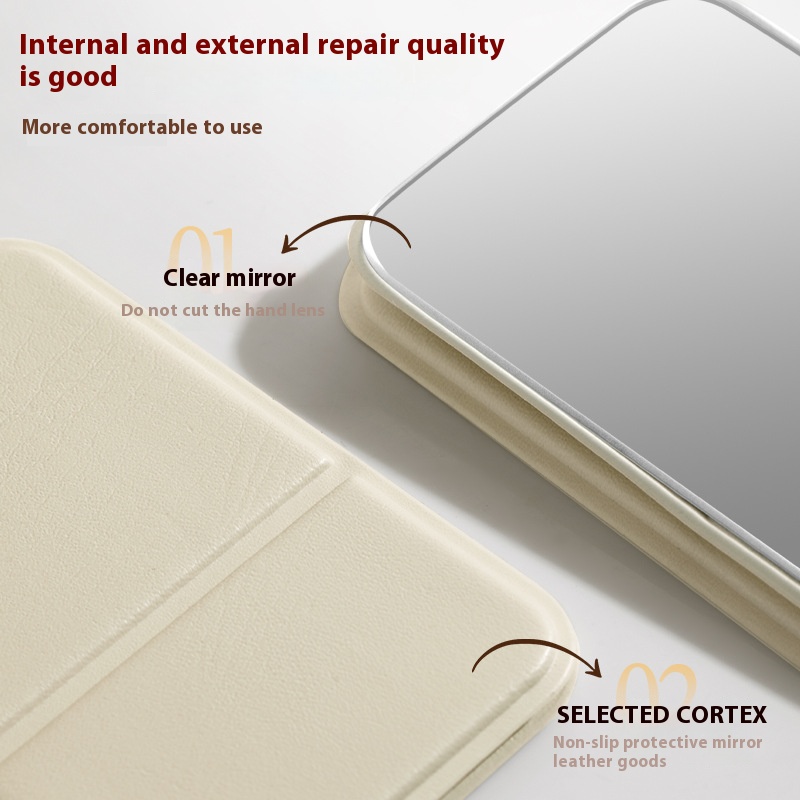 Internal and external repair quality
is good
More comfortable to use
01
Clear mirror
Do not cut the hand lens
02
SELECTED CORTEX
Non-slip protective mirror
leather goods